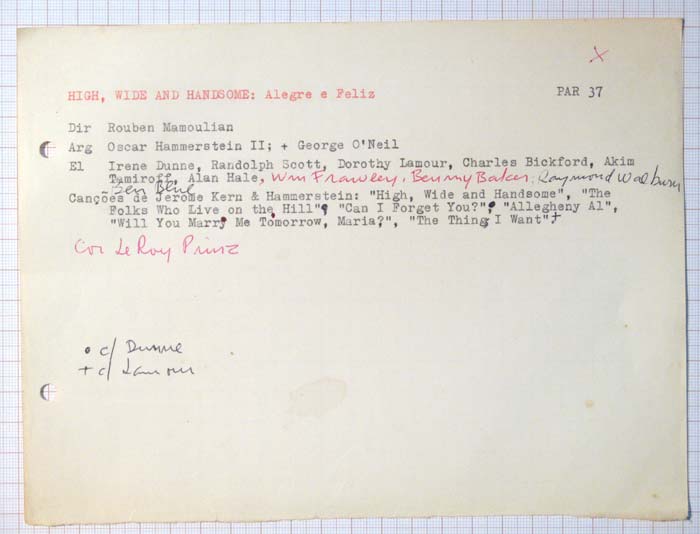 x
HIGH, WIDE AND HANDSOME: Alegre e Feliz PAR 37
Dir Rouben Mamoulian
Arg Oscar Hammerstein II; + George O'Neil
El Irene Dunne, Randolph Scott, Dorothy Lamour, Charles Bickford, Akim
Tamiroff, Alan Hale, Wm Frawley, Benny Baker, Raymond Walburn
Ben Blue
Canções de Jerome Kern & Hammerstein: "High, Wide and Handsome", "The
Folks Who Live on the Hill"•, "Can I Forget You?"•, "Allegheny Al",
"Will You Marry Me Tomorrow, Maria?", "The Thing I Want"+
Cor LeRoy Prinz
• c/ Dunne
+ c/ Lamour